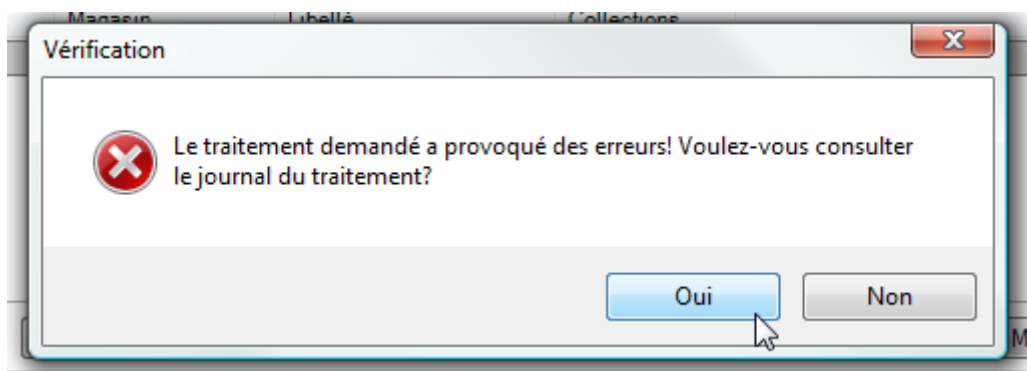 Magasin Libellé Collections
Vérification
Le traitement demandé a provoqué des erreurs! Voulez-vous consulter
le journal du traitement?
Oui Non
M